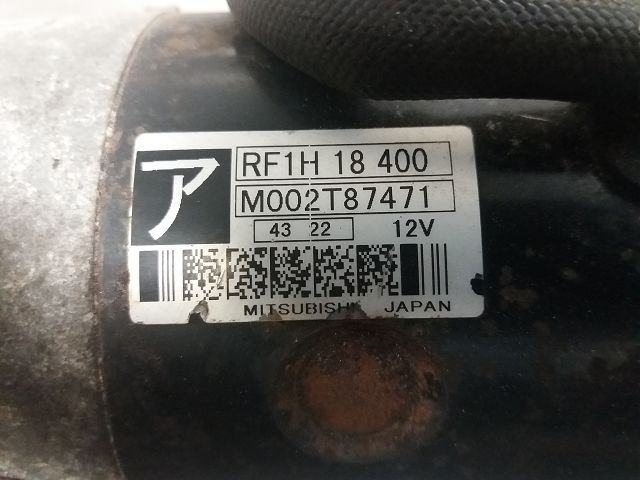 ア
RF1H 18 400
M002T87471
43 22 12V
MITSUBISHI JAPAN